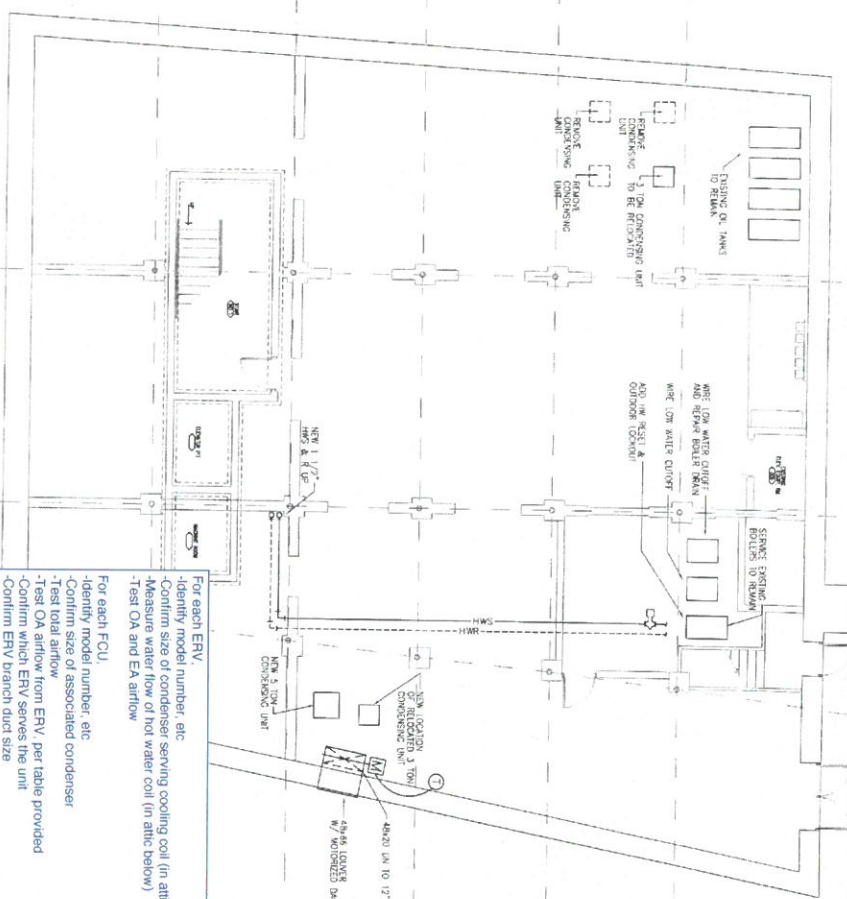 EXISTING OIL TANKS
TO REMAIN
REMOVE
CONDENSING
UNIT
3 TON CONDENSING UNIT
TO BE RELOCATED
REMOVE
CONDENSING
UNIT
REMOVE CONDENSING
UNIT
WIRE LOW WATER CUTOFF
AND REPAIR BOILER DRAIN
WIRE LOW WATER CUTOFF
ADD HW RESET &
OUTDOOR LOCKOUT
SERVICE EXISTING
BOILERS TO REMAIN
NEW 1 1/2"
HWS & R UP
HWS
HWR
NEW 5 TON
CONDENSING UNIT
NEW LOCATION
OF RELOCATED 3 TON
CONDENSING UNIT
M
T
48x20 DN TO 12"
LOUVER
W/ MOTORIZED DA
For each ERV,
-Identify model number, etc
-Confirm size of condenser serving cooling coil (in atti
-Measure water flow of hot water coil (in attic below)
-Test OA and EA airflow
For each FCU,
-Identify model number, etc
-Confirm size of associated condenser
-Test total airflow
-Test OA airflow from ERV, per table provided
-Confirm which ERV serves the unit
-Confirm ERV branch duct size